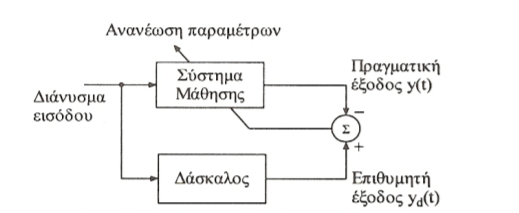 Ανανέωση παραμέτρων
Σύστημα
Μάθησης
Πραγματική
έξοδος y(t)
Διάνυσμα
εισόδου
−
Σ
+
Δάσκαλος
Επιθυμητή
έξοδος y_d(t)